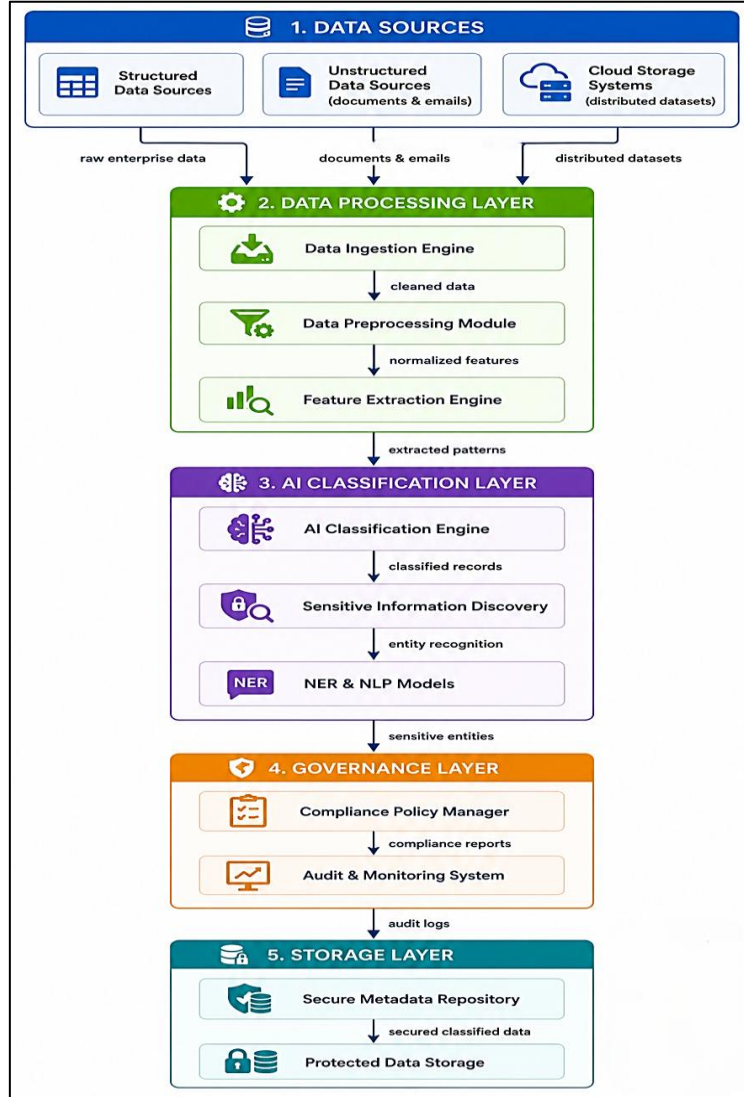 1. DATA SOURCES
Structured
Data Sources
Unstructured
Data Sources
(documents & emails)
Cloud Storage
Systems
(distributed datasets)
raw enterprise data
documents & emails
distributed datasets
2. DATA PROCESSING LAYER
Data Ingestion Engine
cleaned data
Data Preprocessing Module
normalized features
Feature Extraction Engine
extracted patterns
3. AI CLASSIFICATION LAYER
AI Classification Engine
classified records
Sensitive Information Discovery
entity recognition
NER
NER & NLP Models
sensitive entities
4. GOVERNANCE LAYER
Compliance Policy Manager
compliance reports
Audit & Monitoring System
audit logs
5. STORAGE LAYER
Secure Metadata Repository
secured classified data
Protected Data Storage